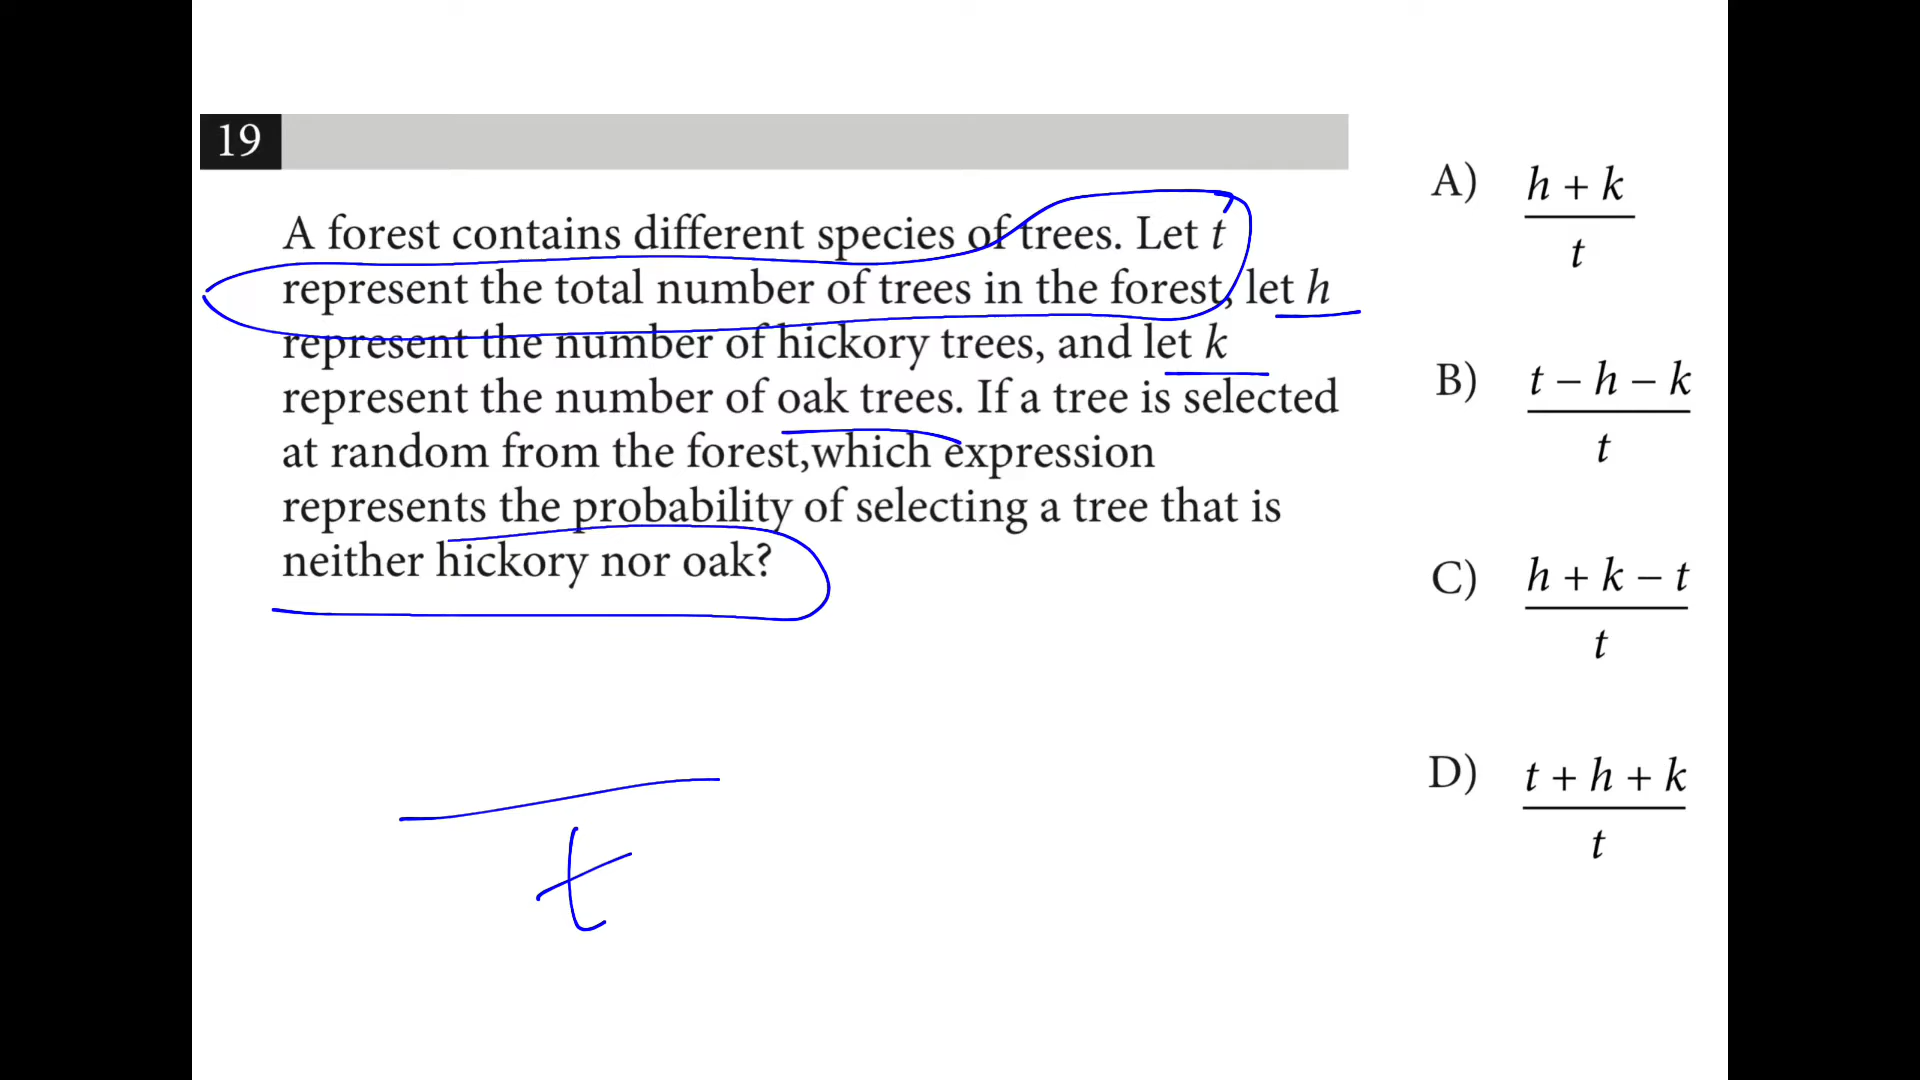 19
A forest contains different species of trees. Let t
represent the total number of trees in the forest, let h
represent the number of hickory trees, and let k
represent the number of oak trees. If a tree is selected
at random from the forest,which expression
represents the probability of selecting a tree that is
neither hickory nor oak?
t
A) h + k
t
B) t – h – k
t
C) h + k – t
t
D) t + h + k
t